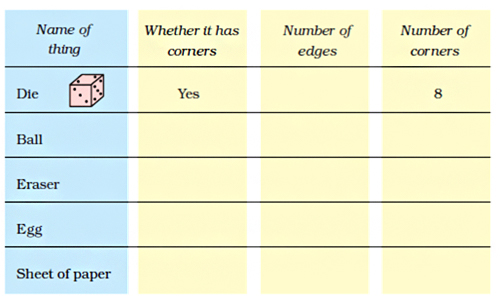 Name of thing
Whether it has corners
Number of edges
Number of corners
Die
Yes
8
Ball
Eraser
Egg
Sheet of paper